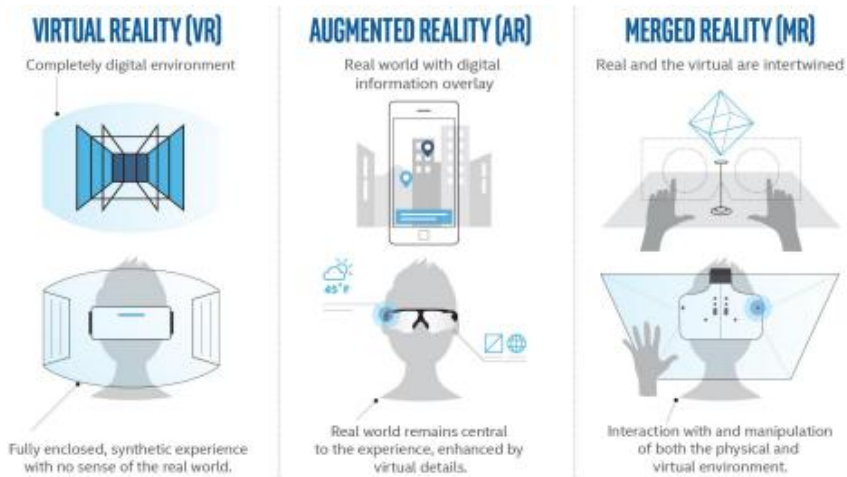 VIRTUAL REALITY (VR)
Completely digital environment
Fully enclosed, synthetic experience
with no sense of the real world.
AUGMENTED REALITY (AR)
Real world with digital
information overlay
45°F
Real world remains central
to the experience, enhanced by
virtual details.
MERGED REALITY (MR)
Real and the virtual are intertwined
Interaction with and manipulation
of both the physical and
virtual environment.